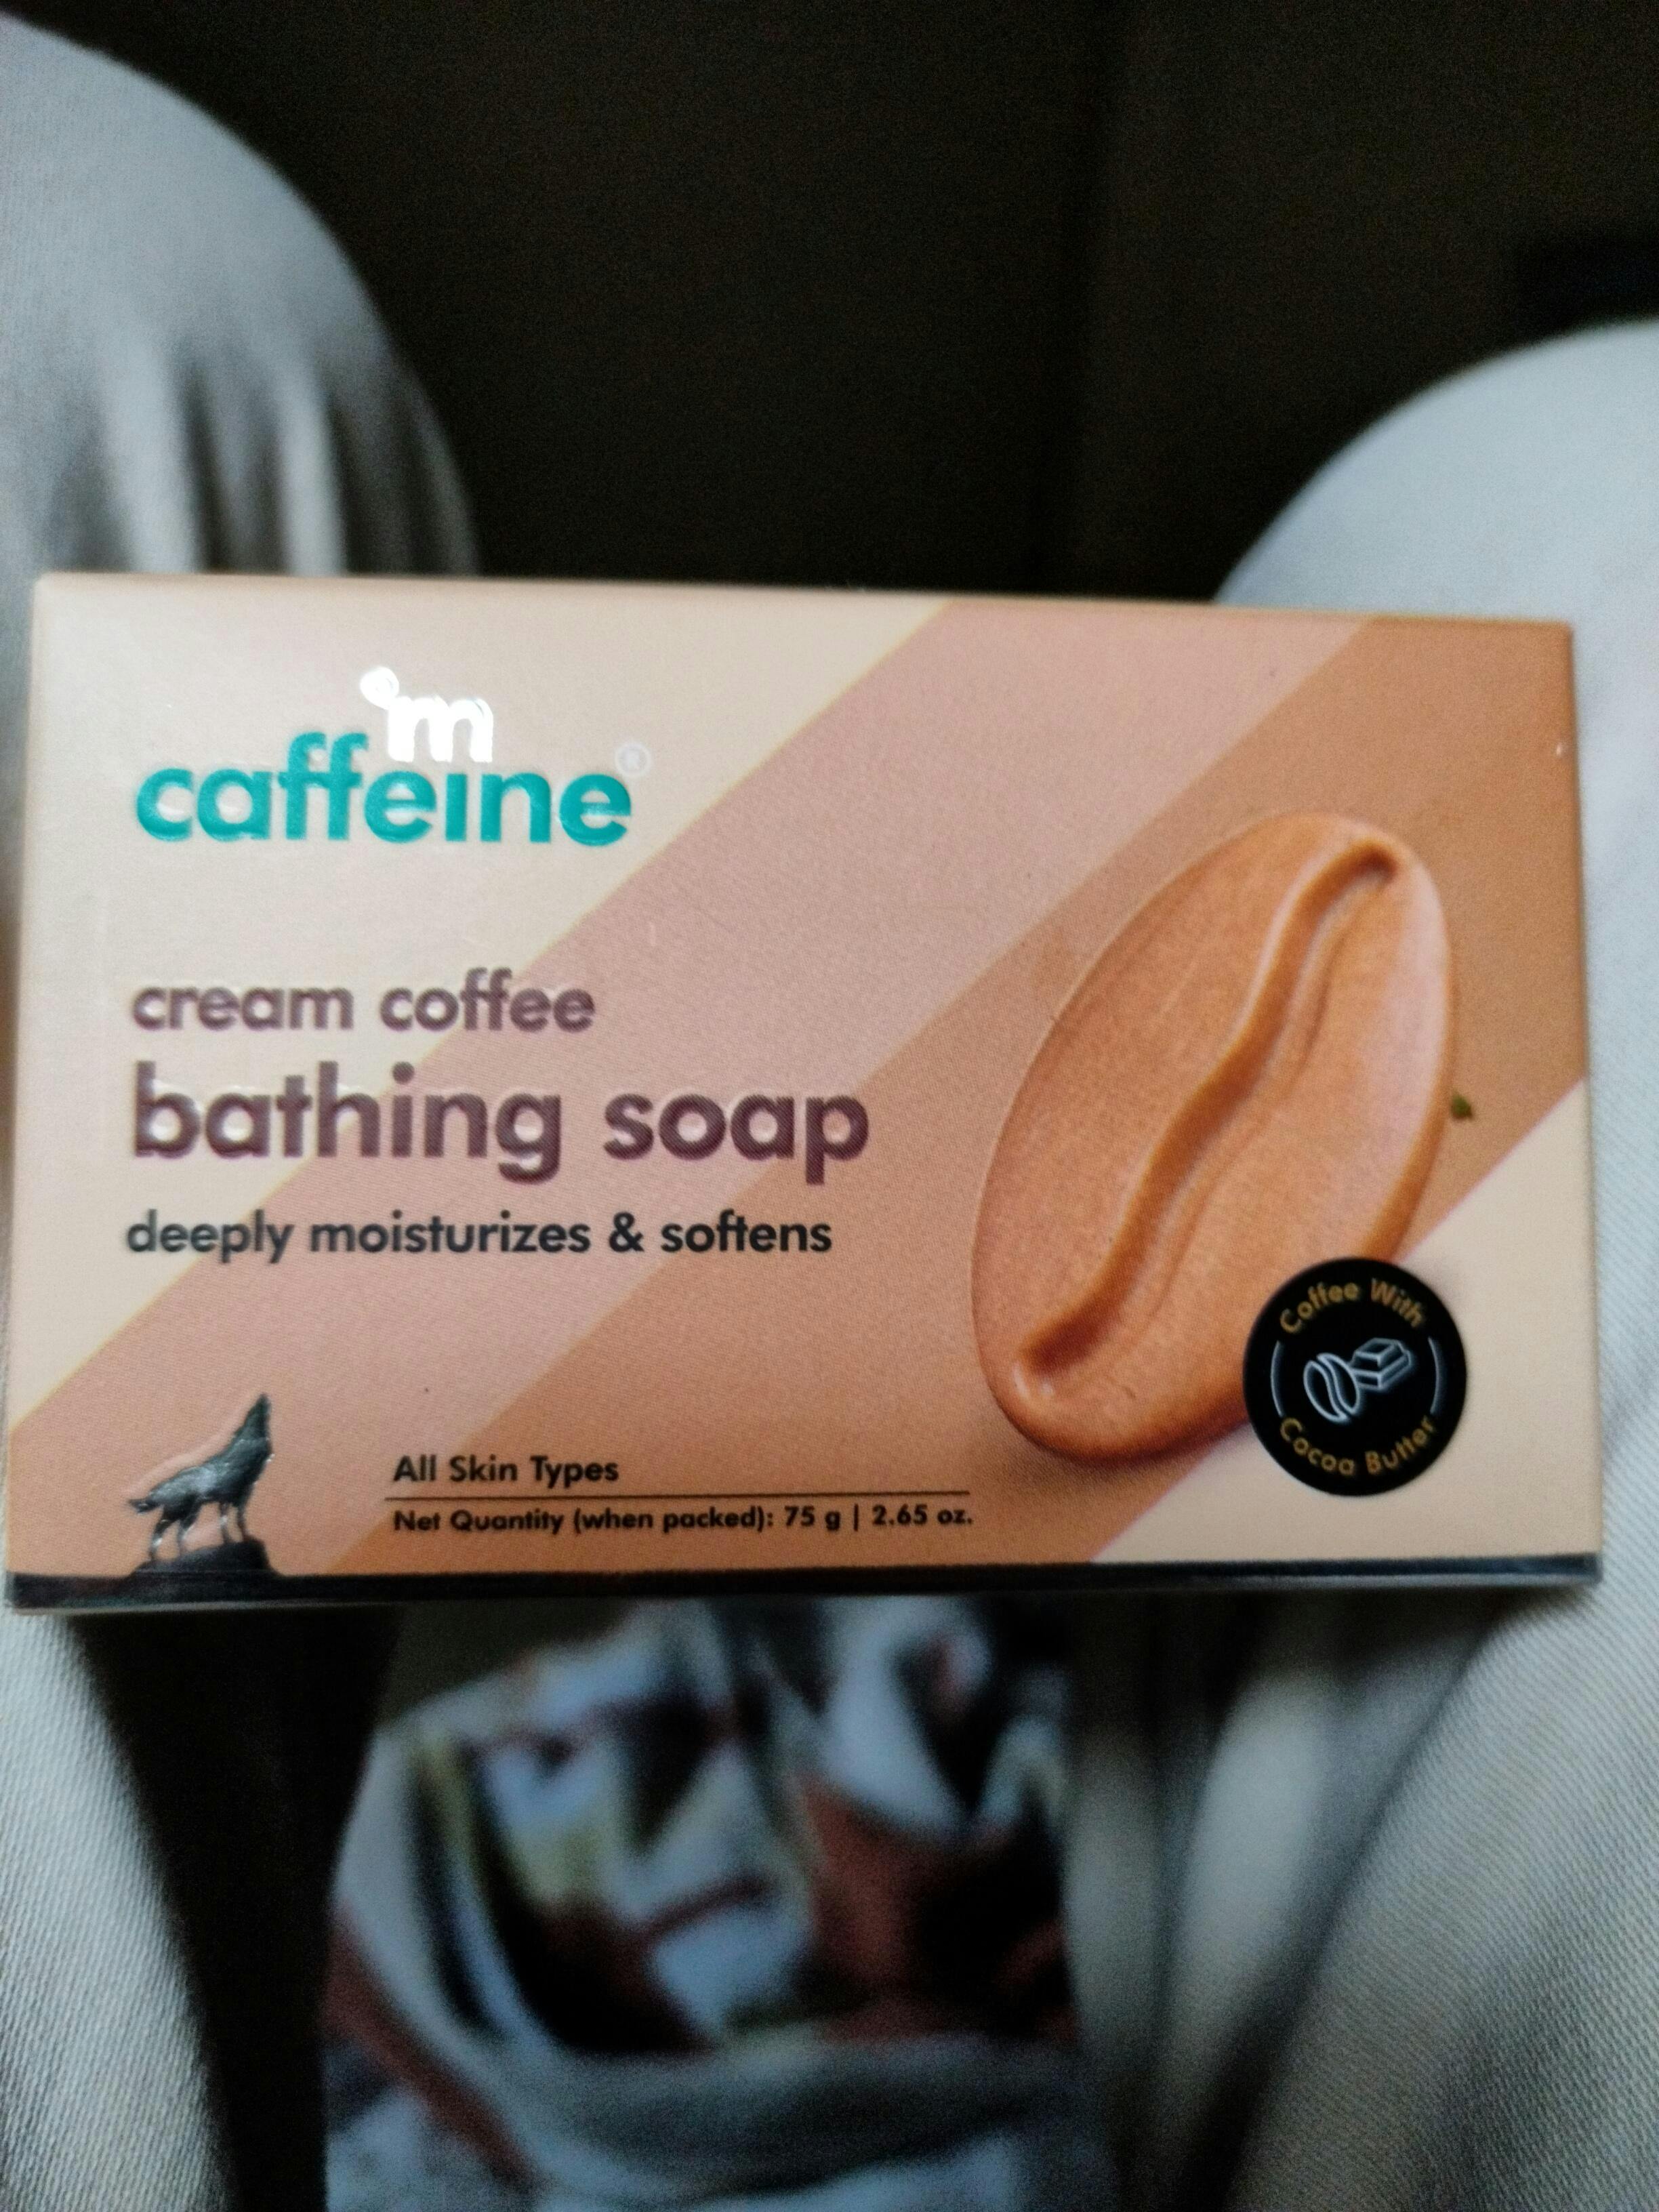 m
caffeine®
cream coffee
bathing soap
deeply moisturizes & softens
Coffee With
Cocoa Butter
All Skin Types
Net Quantity (when packed): 75 g | 2.65 oz.